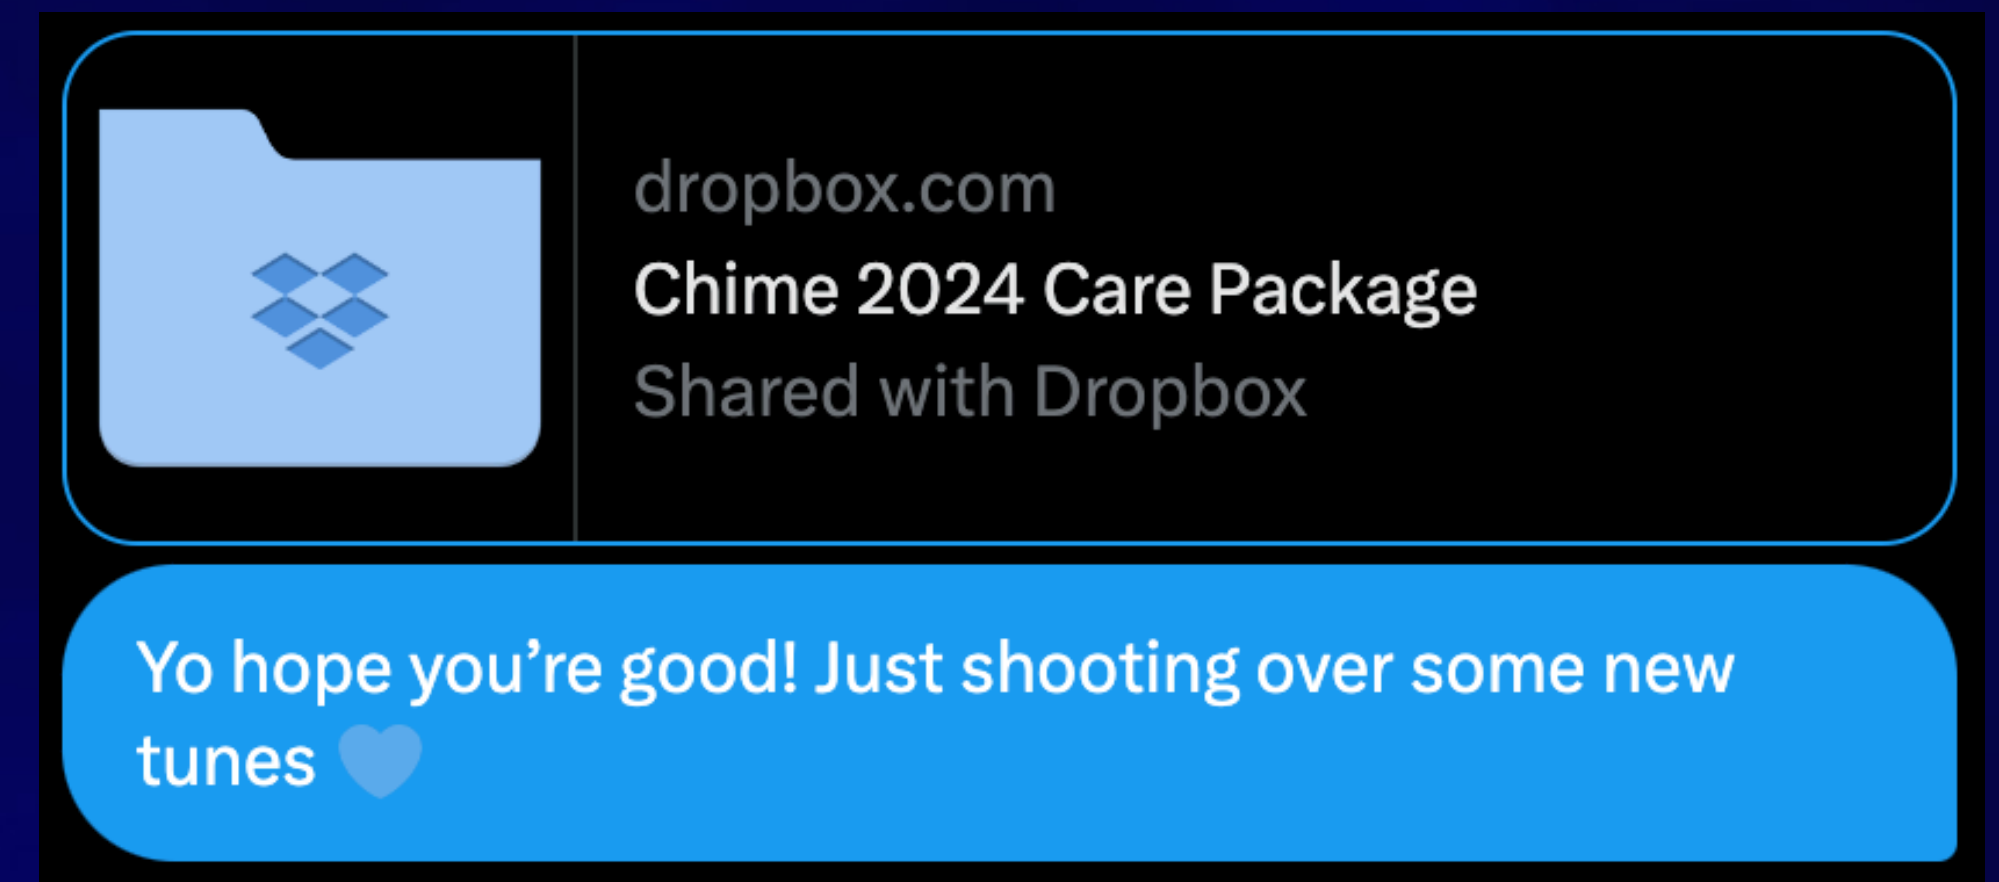 dropbox.com
Chime 2024 Care Package
Shared with Dropbox
Yo hope you’re good! Just shooting over some new
tunes 🩵